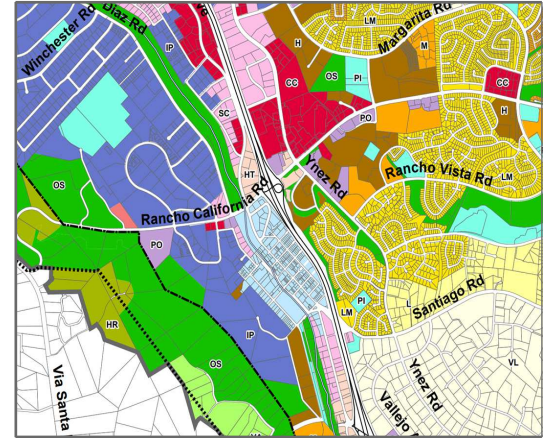 Winchester Rd
Diaz Rd
IP
H
LM
Margarita Rd
M
CC
OS
PI
CC
H
SC
PO
HT
Ynez Rd
Rancho Vista Rd
LM
OS
Rancho California Rd
PO
Santiago Rd
PI
L
LM
IP
HR
OS
Ynez Rd
VL
Via Santa
Vallejo